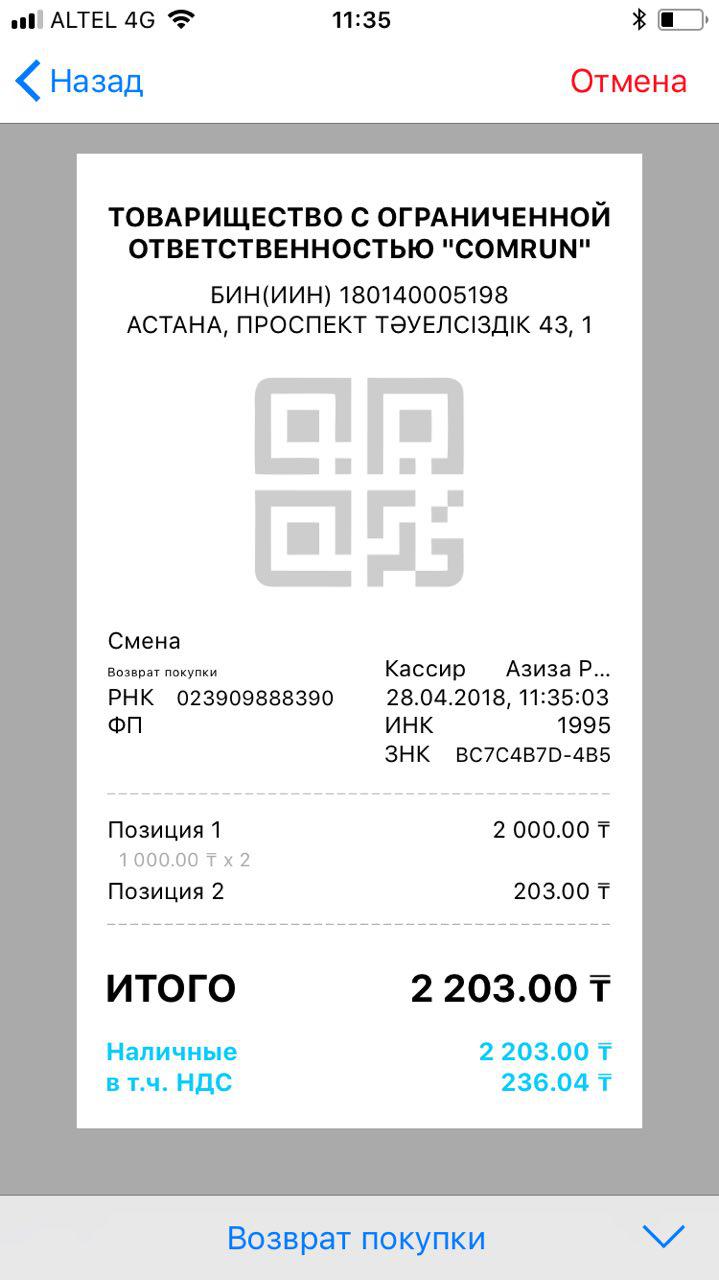 ALTEL 4G 11:35
Назад Отмена
ТОВАРИЩЕСТВО С ОГРАНИЧЕННОЙ
ОТВЕТСТВЕННОСТЬЮ "COMRUN"
БИН(ИИН) 180140005198
АСТАНА, ПРОСПЕКТ ТӘУЕЛСІЗДІК 43, 1
Смена
Возврат покупки Кассир Азиза Р...
РНК 023909888390 28.04.2018, 11:35:03
ФП ИНК 1995
ЗНК BC7C4B7D-4B5
Позиция 1 2 000.00 ₸
1 000.00 ₸ x 2
Позиция 2 203.00 ₸
ИТОГО 2 203.00 ₸
Наличные 2 203.00 ₸
в т.ч. НДС 236.04 ₸
Возврат покупки